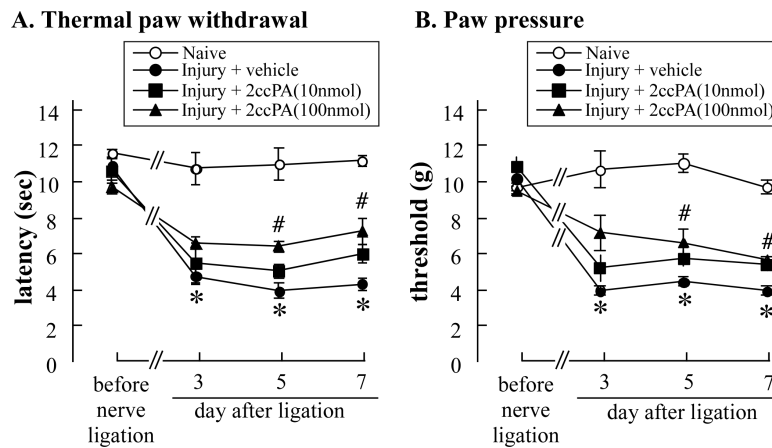 A. Thermal paw withdrawal
Naive
Injury + vehicle
Injury + 2ccPA(10nmol)
Injury + 2ccPA(100nmol)
latency (sec)
14
12
10
8
6
4
2
0
//
//
//
#
#
*
*
*
before
nerve
ligation
3
5
7
day after ligation
B. Paw pressure
Naive
Injury + vehicle
Injury + 2ccPA(10nmol)
Injury + 2ccPA(100nmol)
threshold (g)
14
12
10
8
6
4
2
0
//
//
//
//
#
#
*
*
*
before
nerve
ligation
3
5
7
day after ligation